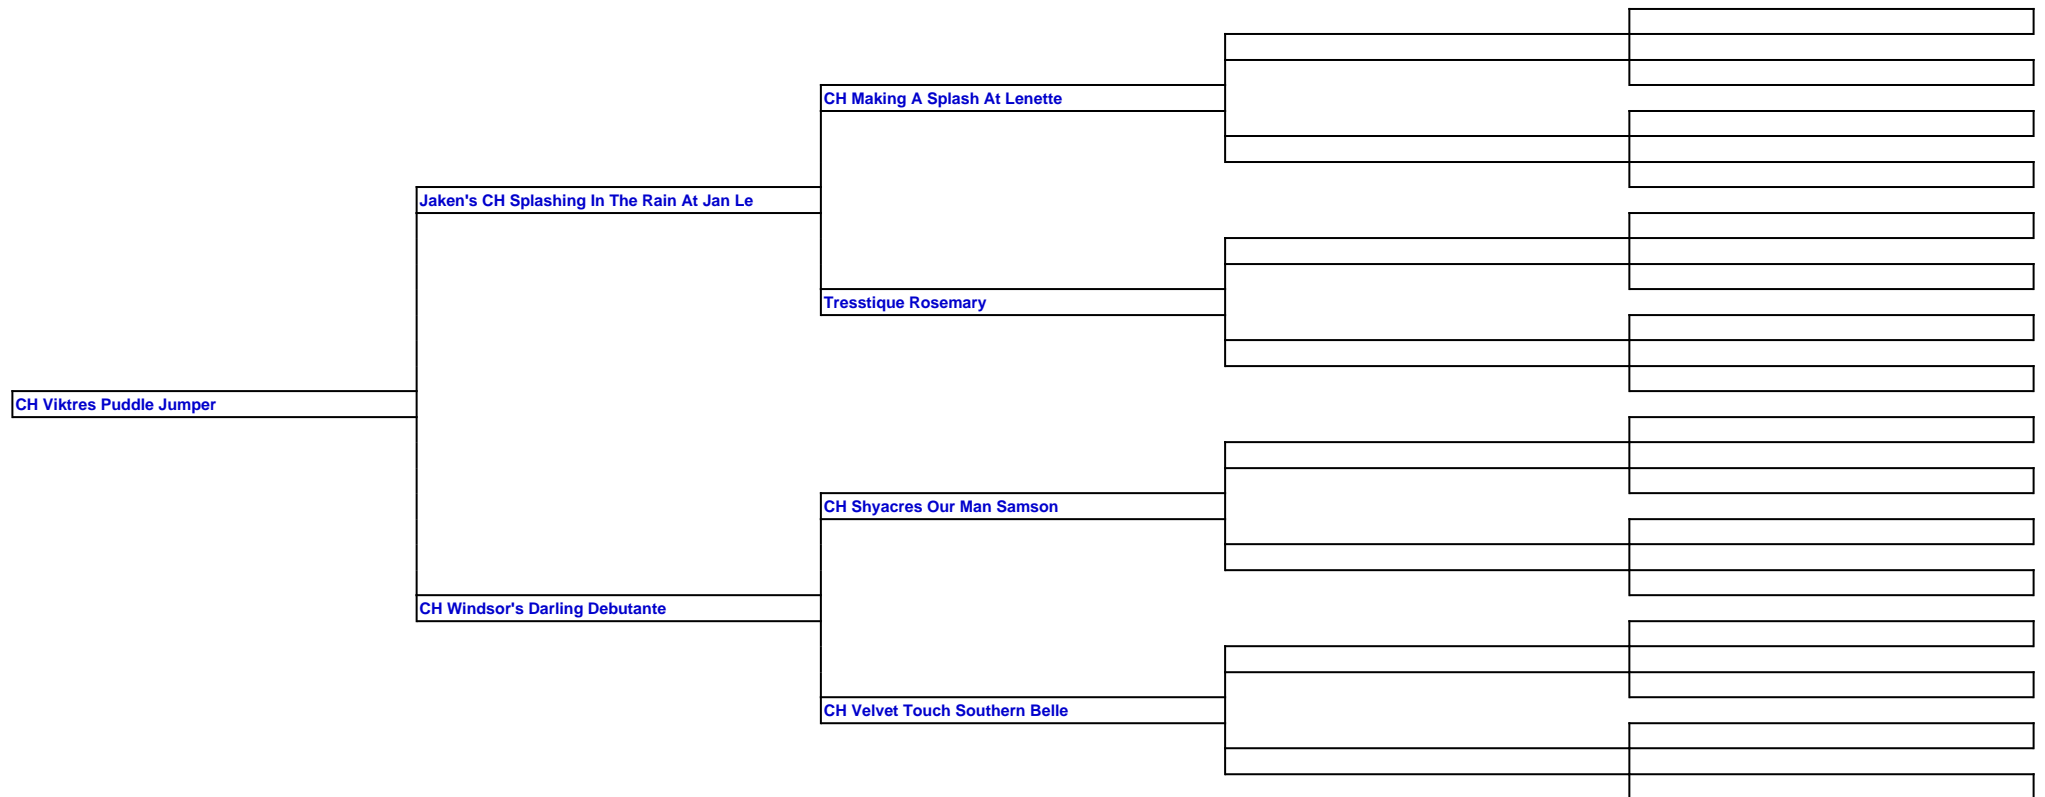 CH Making A Splash At Lenette
Jaken's CH Splashing In The Rain At Jan Le
Tresstique Rosemary
CH Viktres Puddle Jumper
CH Shyacres Our Man Samson
CH Windsor's Darling Debutante
CH Velvet Touch Southern Belle